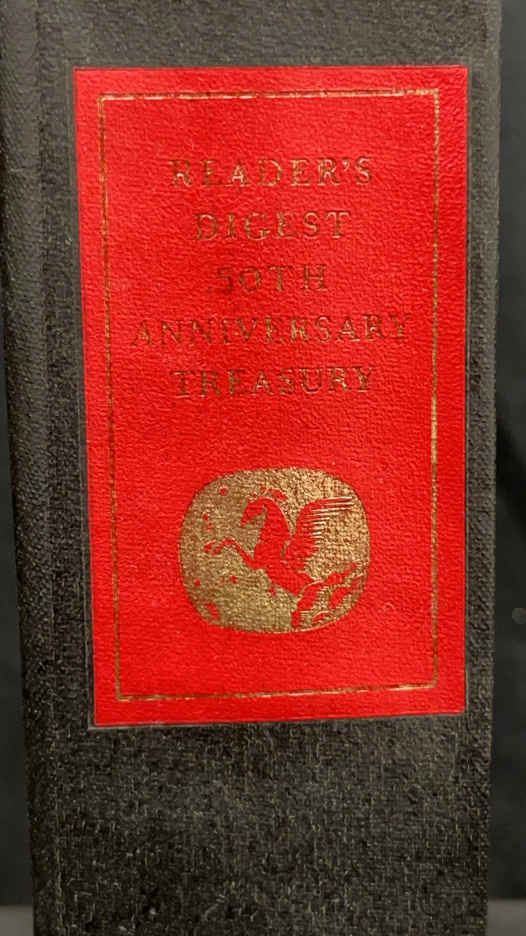 READER'S
DIGEST
50TH
ANNIVERSARY
TREASURY